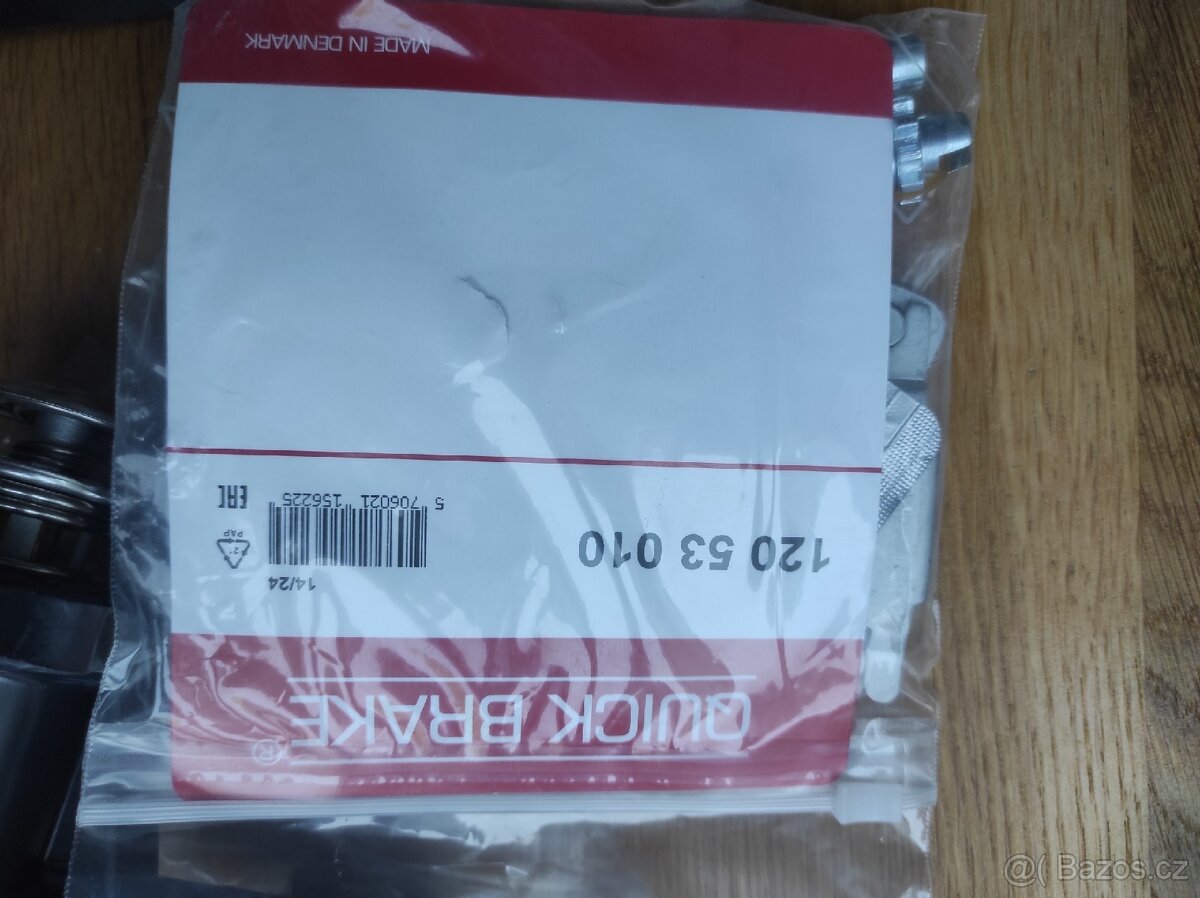 QUICK BRAKE®
120 53 010
14/24
5 706021 156225
21
PAP
EAC
MADE IN DENMARK
@( Bazos.cz